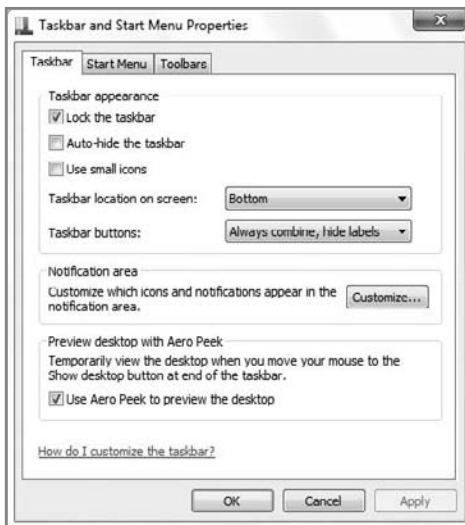 Taskbar and Start Menu Properties
Taskbar Start Menu Toolbars
Taskbar appearance
Lock the taskbar
Auto-hide the taskbar
Use small icons
Taskbar location on screen: Bottom
Taskbar buttons: Always combine, hide labels
Notification area
Customize which icons and notifications appear in the
notification area.
Customize...
Preview desktop with Aero Peek
Temporarily view the desktop when you move your mouse to the
Show desktop button at end of the taskbar.
Use Aero Peek to preview the desktop
How do I customize the taskbar?
OK Cancel Apply